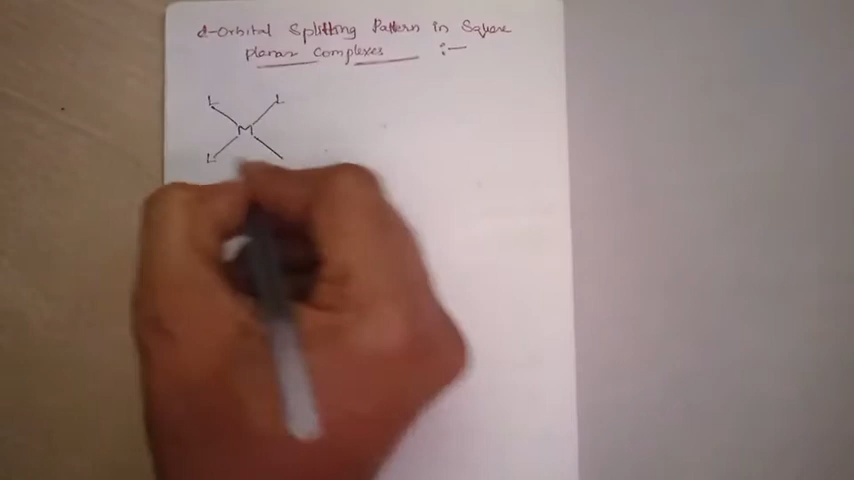 d-Orbital Splitting Pattern in Square
planar Complexes :-
L L
M
L